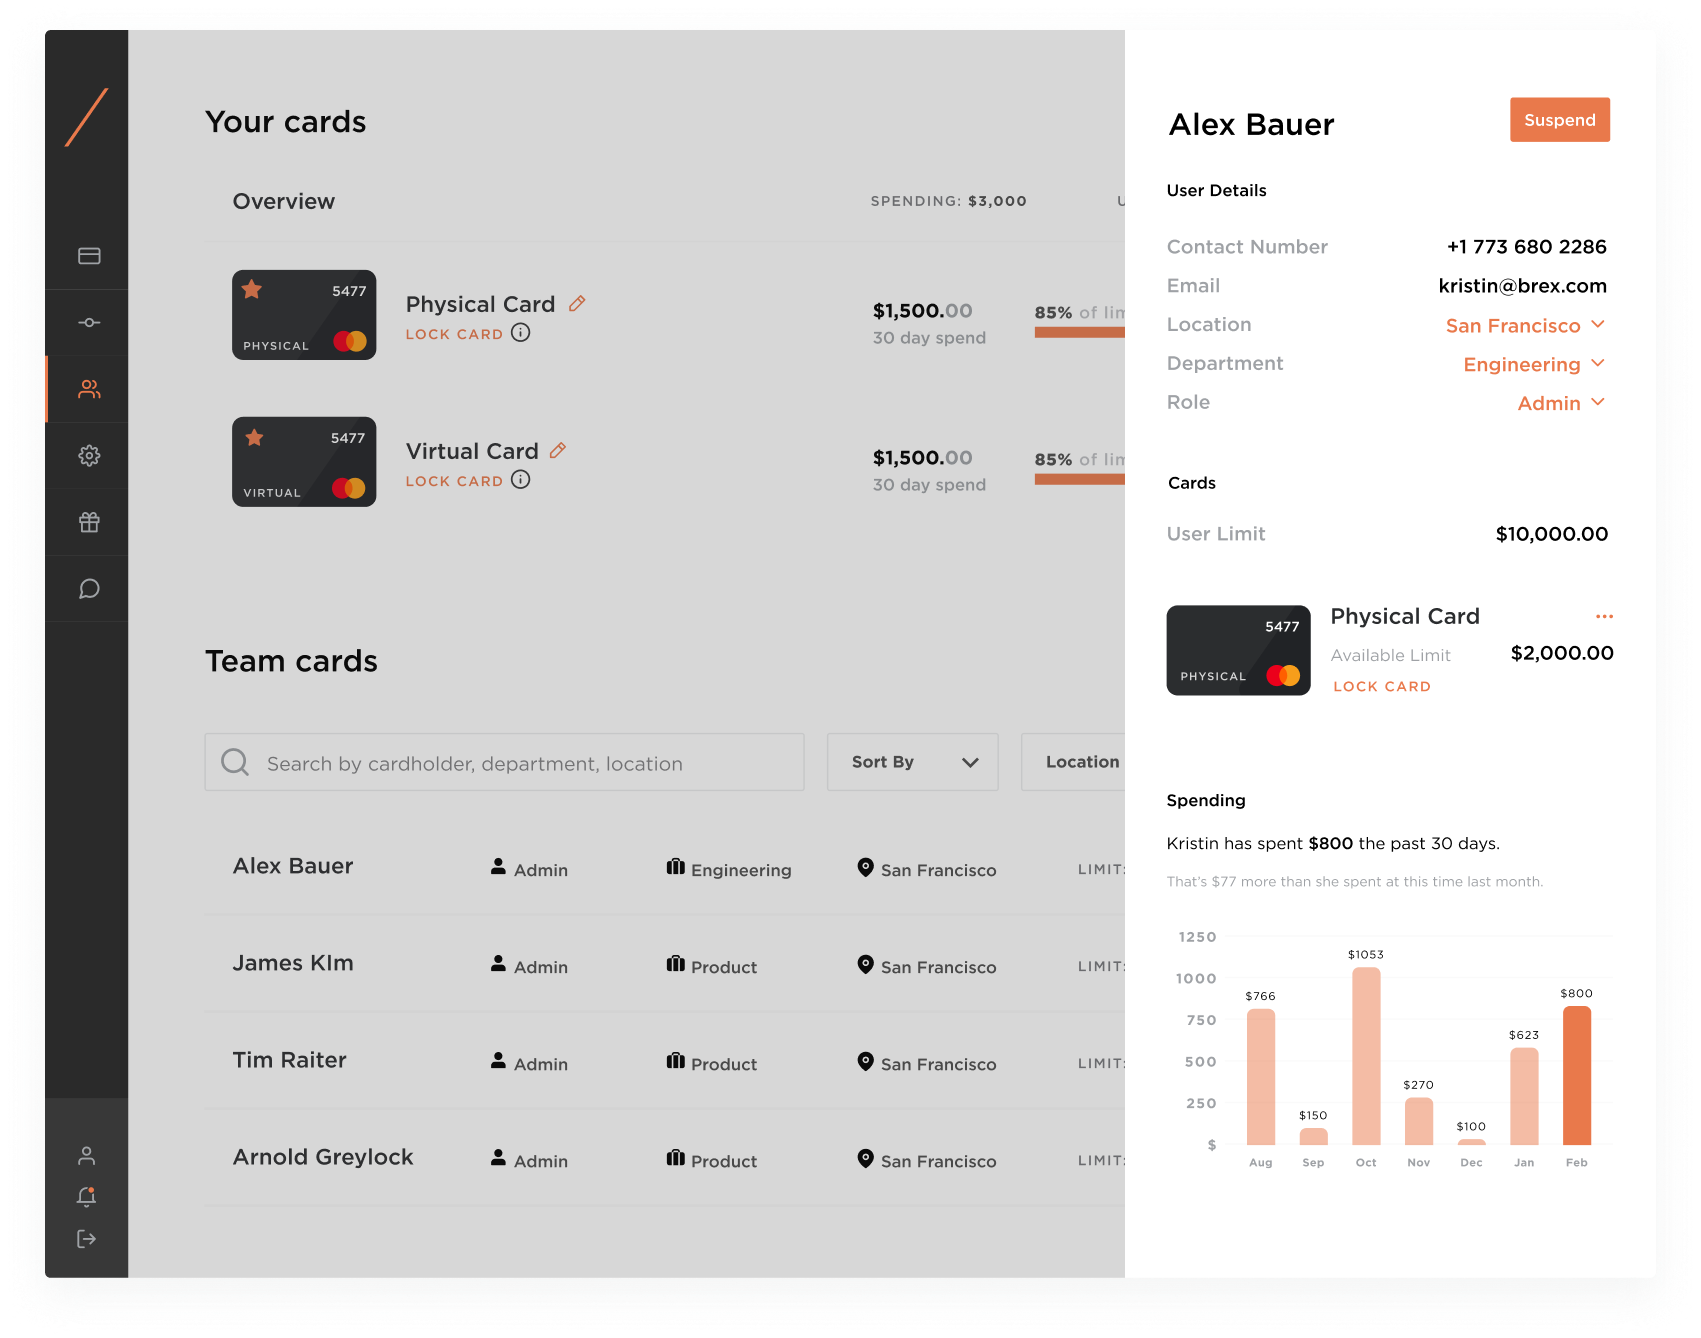 Your cards
Overview
SPENDING: $3,000
5477
PHYSICAL
Physical Card
LOCK CARD
$1,500.00
30 day spend
85% of lim
5477
VIRTUAL
Virtual Card
LOCK CARD
$1,500.00
30 day spend
85% of lim
Team cards
Search by cardholder, department, location
Sort By
Location
Alex Bauer Admin Engineering San Francisco LIMIT:
James KIm Admin Product San Francisco LIMIT:
Tim Raiter Admin Product San Francisco LIMIT:
Arnold Greylock Admin Product San Francisco LIMIT:
Alex Bauer
Suspend
User Details
Contact Number +1 773 680 2286
Email kristin@brex.com
Location San Francisco
Department Engineering
Role Admin
Cards
User Limit $10,000.00
5477
PHYSICAL
Physical Card
Available Limit $2,000.00
LOCK CARD
Spending
Kristin has spent $800 the past 30 days.
That's $77 more than she spent at this time last month.
1250
1000
750
500
250
$
$766
$150
$1053
$270
$100
$623
$800
Aug Sep Oct Nov Dec Jan Feb